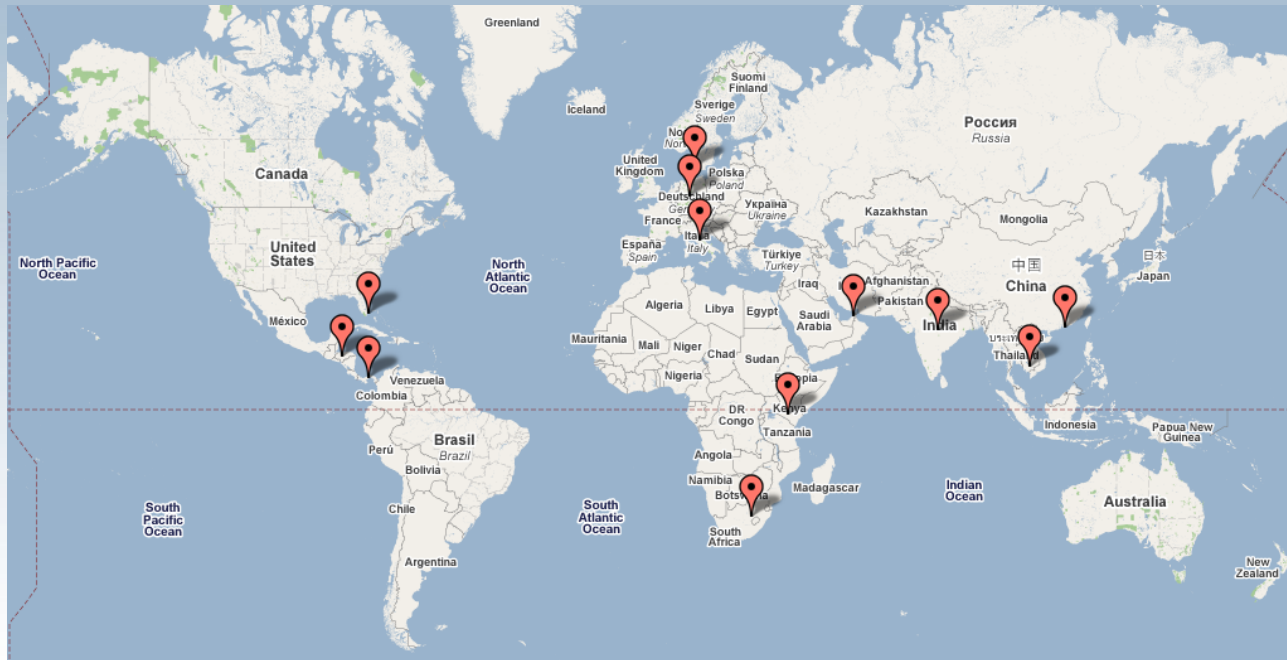 Greenland
Iceland
Suomi
Finland
Sverige
Sweden
Россия
Russia
Canada
United
Kingdom
Polska
Poland
Deutschland
Україна
Ukraine
France
Kazakhstan
Mongolia
United
States
España
Spain
Italia
Italy
Türkiye
Turkey
中国
China
日本
Japan
North Pacific
Ocean
North
Atlantic
Ocean
Iraq
Afghanistan
Pakistan
Algeria
Libya
Egypt
Saudi
Arabia
México
India
Mauritania
Mali
Niger
Chad
Sudan
Thailand
Nigeria
Ethiopia
Venezuela
Colombia
Kenya
DR
Congo
Tanzania
Indonesia
Papua New
Guinea
Brasil
Brazil
Perú
Bolivia
Angola
Namibia
Botswana
Madagascar
Indian
Ocean
Australia
Chile
South
Pacific
Ocean
South
Atlantic
Ocean
South
Africa
Argentina
New
Zealand